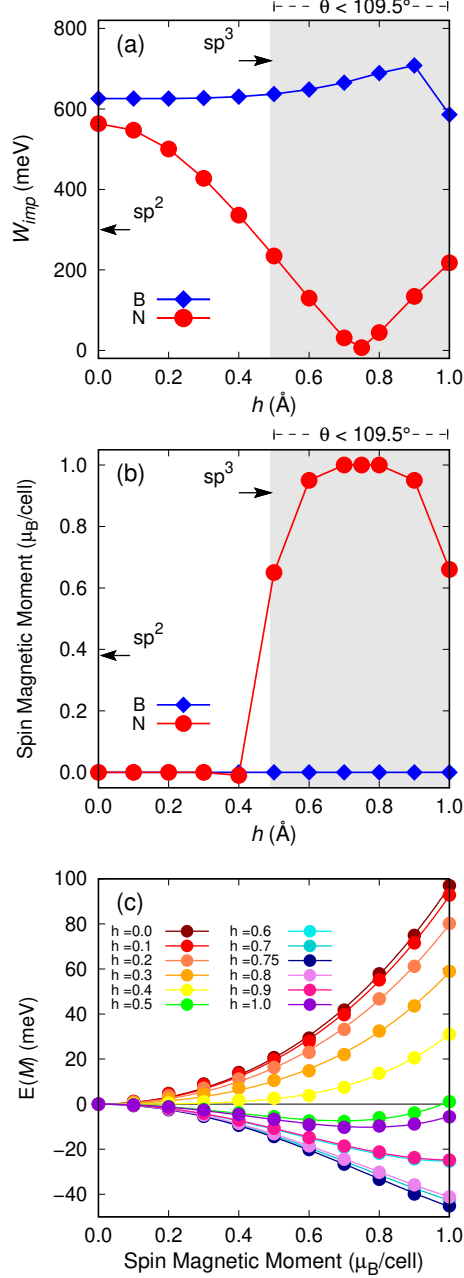 θ < 109.5°
(a)
sp³
sp²
B
N
800
600
400
200
0
W_imp (meV)
0.0 0.2 0.4 0.6 0.8 1.0
h (Å)
θ < 109.5°
(b)
sp³
sp²
B
N
1.0
0.8
0.6
0.4
0.2
0.0
Spin Magnetic Moment (μB/cell)
0.0 0.2 0.4 0.6 0.8 1.0
h (Å)
(c)
h =0.0 h =0.6
h =0.1 h =0.7
h =0.2 h =0.75
h =0.3 h =0.8
h =0.4 h =0.9
h =0.5 h =1.0
100
80
60
40
20
0
−20
−40
E(M) (meV)
0.0 0.2 0.4 0.6 0.8 1.0
Spin Magnetic Moment (μB/cell)